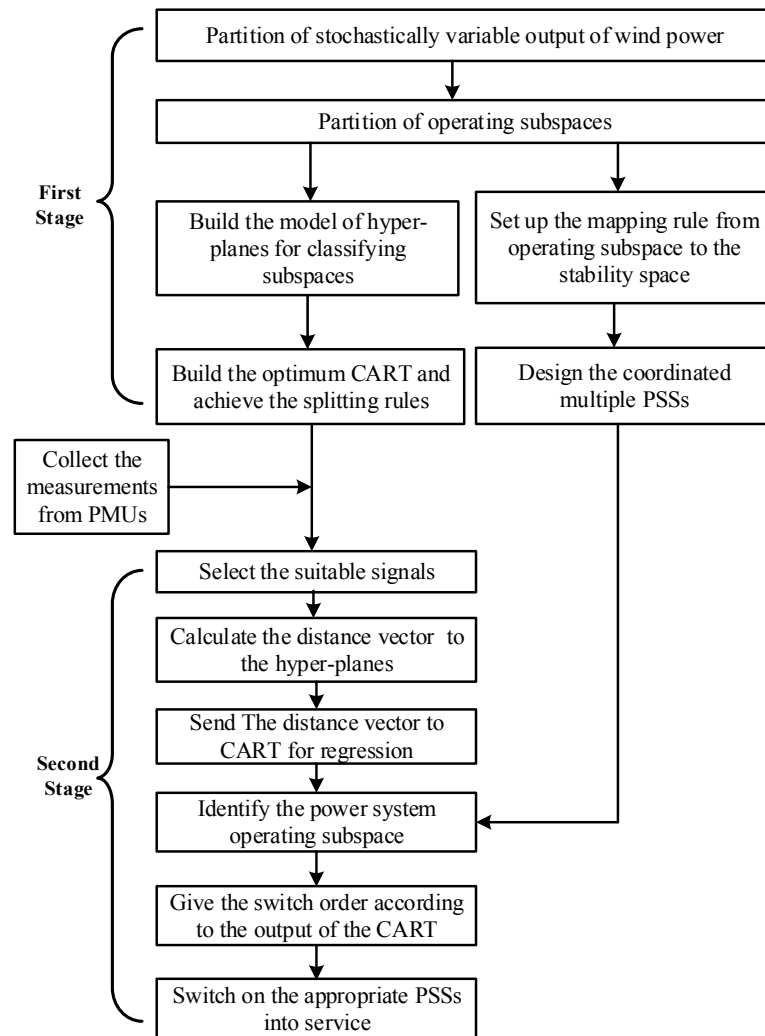 Partition of stochastically variable output of wind power
Partition of operating subspaces
First
Stage
Build the model of hyper-
planes for classifying
subspaces
Set up the mapping rule from
operating subspace to the
stability space
Build the optimum CART and
achieve the splitting rules
Design the coordinated
multiple PSSs
Collect the
measurements
from PMUs
Select the suitable signals
Calculate the distance vector to
the hyper-planes
Send The distance vector to
CART for regression
Second
Stage
Identify the power system
operating subspace
Give the switch order according
to the output of the CART
Switch on the appropriate PSSs
into service